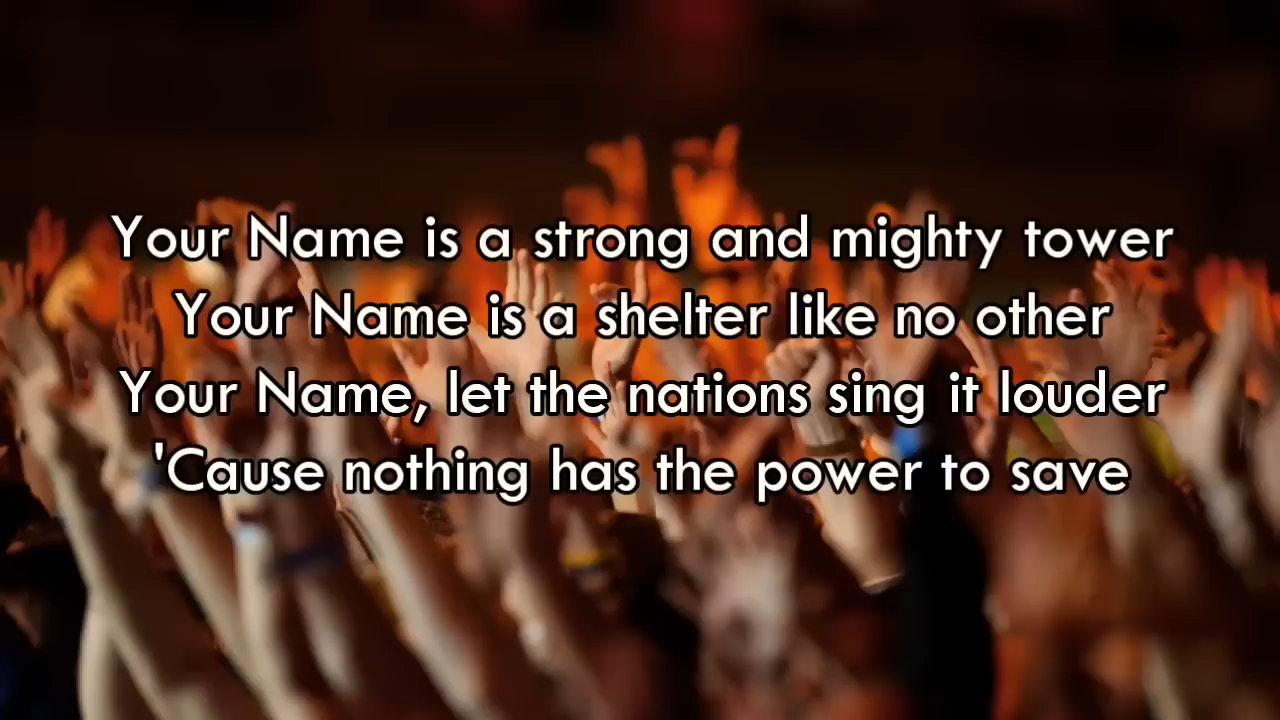 Your Name is a strong and mighty tower
Your Name is a shelter like no other
Your Name, let the nations sing it louder
'Cause nothing has the power to save